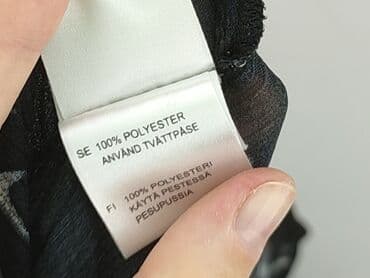 SE 100% POLYESTER
ANVÄND TVÄTTPÅSE
FI 100% POLYESTERI
KÄYTÄ PESTESSÄ
PESUPUSSIA